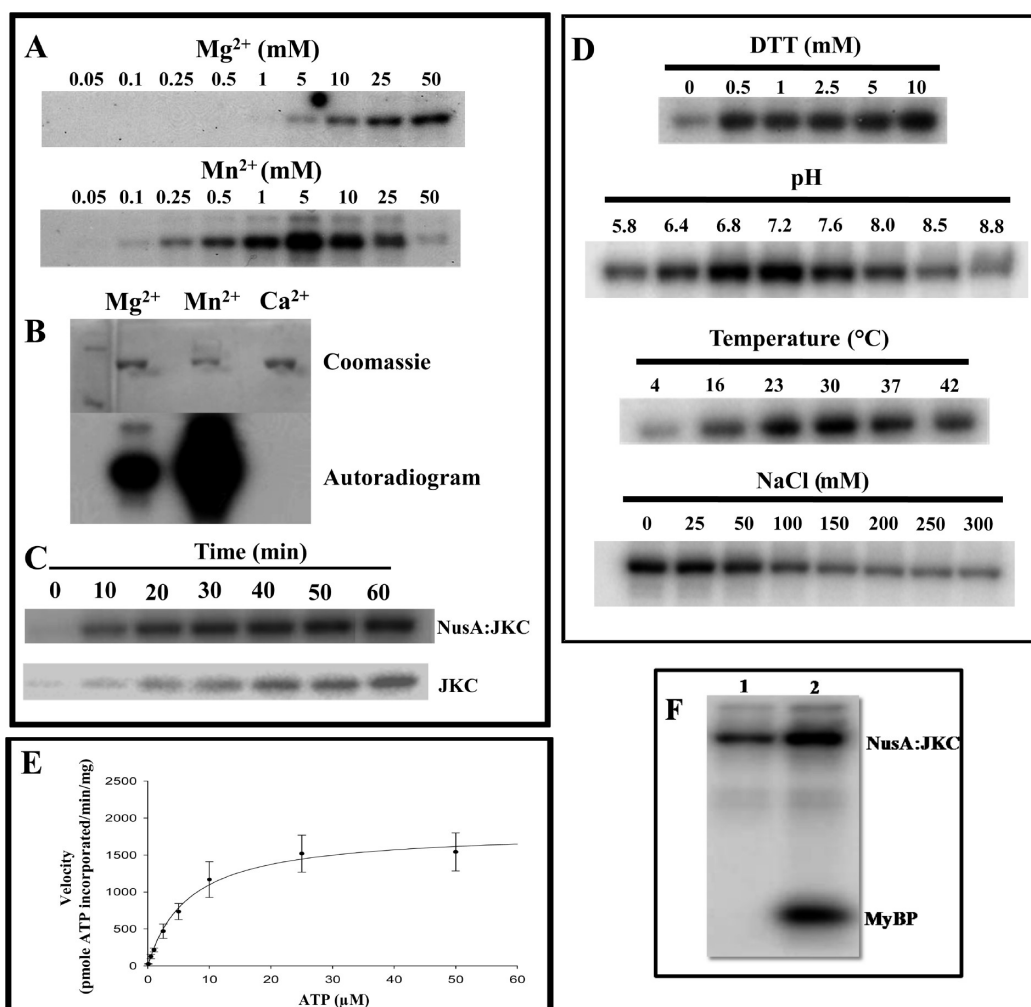 A
Mg²⁺ (mM)
0.05 0.1 0.25 0.5 1 5 10 25 50
Mn²⁺ (mM)
0.05 0.1 0.25 0.5 1 5 10 25 50
B
Mg²⁺ Mn²⁺ Ca²⁺
Coomassie
Autoradiogram
C
Time (min)
0 10 20 30 40 50 60
NusA:JKC
JKC
D
DTT (mM)
0 0.5 1 2.5 5 10
pH
5.8 6.4 6.8 7.2 7.6 8.0 8.5 8.8
Temperature (°C)
4 16 23 30 37 42
NaCl (mM)
0 25 50 100 150 200 250 300
E
Velocity
(pmole ATP incorporated/min/mg)
2500
2000
1500
1000
500
0
0 10 20 30 40 50 60
ATP (µM)
F
1 2
NusA:JKC
MyBP